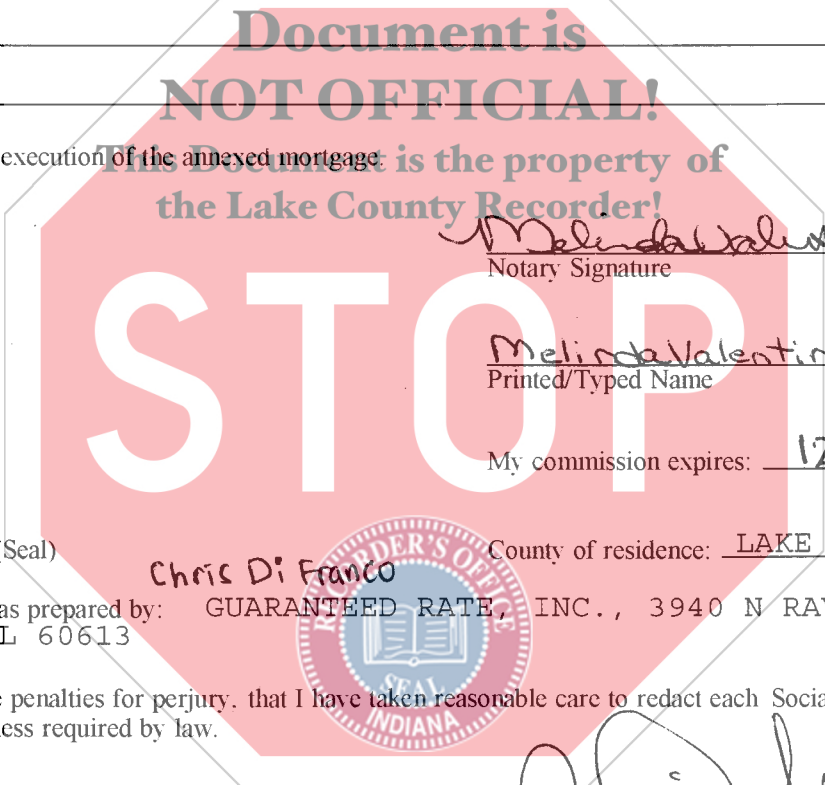 Document is
NOT OFFICIAL!
execution of the annexed mortgage.
This Document is the property of
the Lake County Recorder!
Notary Signature
STOP
Printed/Typed Name
My commission expires: 12
(Seal)
County of residence: LAKE
Chris Di Franco
as prepared by: GUARANTEED RATE, INC., 3940 N RAV
L 60613
RECORDER'S OFFICE
SEAL
INDIANA
e penalties for perjury, that I have taken reasonable care to redact each Socia
less required by law.